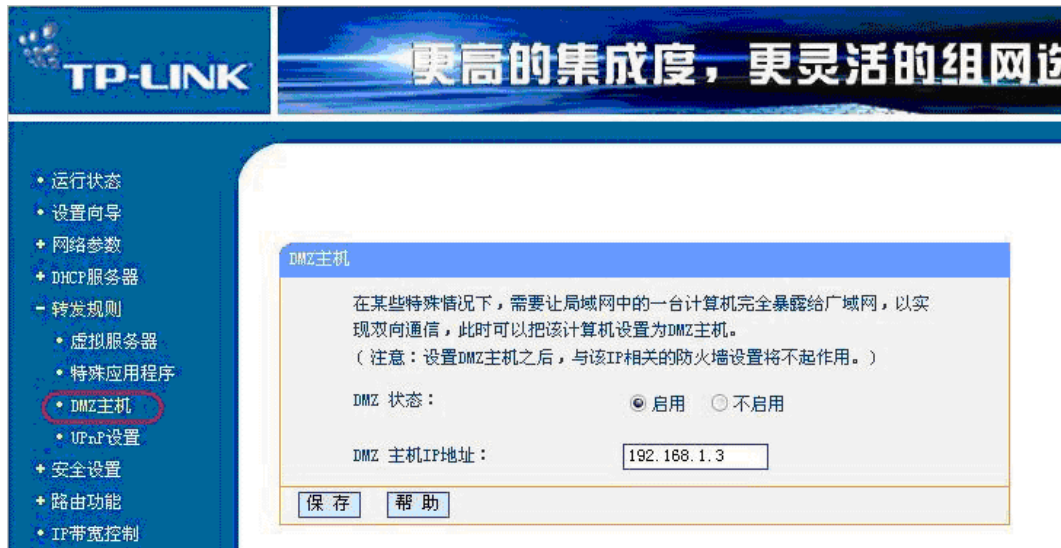 TP-LINK
更高的集成度，更灵活的组网选
• 运行状态
• 设置向导
+ 网络参数
+ DHCP服务器
- 转发规则
• 虚拟服务器
• 特殊应用程序
• DMZ主机
• UPnP设置
+ 安全设置
+ 路由功能
• IP带宽控制
DMZ主机
在某些特殊情况下，需要让局域网中的一台计算机完全暴露给广域网，以实
现双向通信，此时可以把该计算机设置为DMZ主机。
（注意：设置DMZ主机之后，与该IP相关的防火墙设置将不起作用。）
DMZ 状态： 启用 不启用
DMZ 主机IP地址： 192.168.1.3
保存 帮助